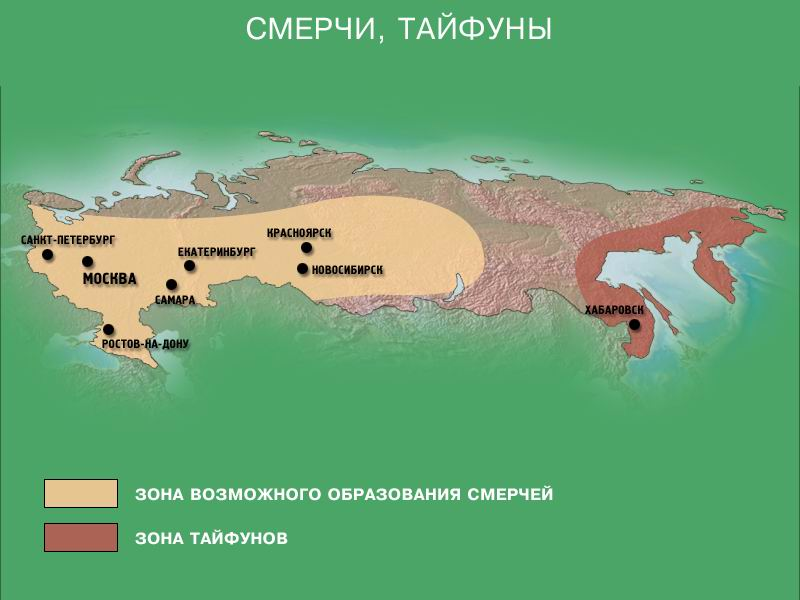 СМЕРЧИ, ТАЙФУНЫ
САНКТ-ПЕТЕРБУРГ
МОСКВА
ЕКАТЕРИНБУРГ
САМАРА
РОСТОВ-НА-ДОНУ
КРАСНОЯРСК
НОВОСИБИРСК
ХАБАРОВСК
ЗОНА ВОЗМОЖНОГО ОБРАЗОВАНИЯ СМЕРЧЕЙ
ЗОНА ТАЙФУНОВ